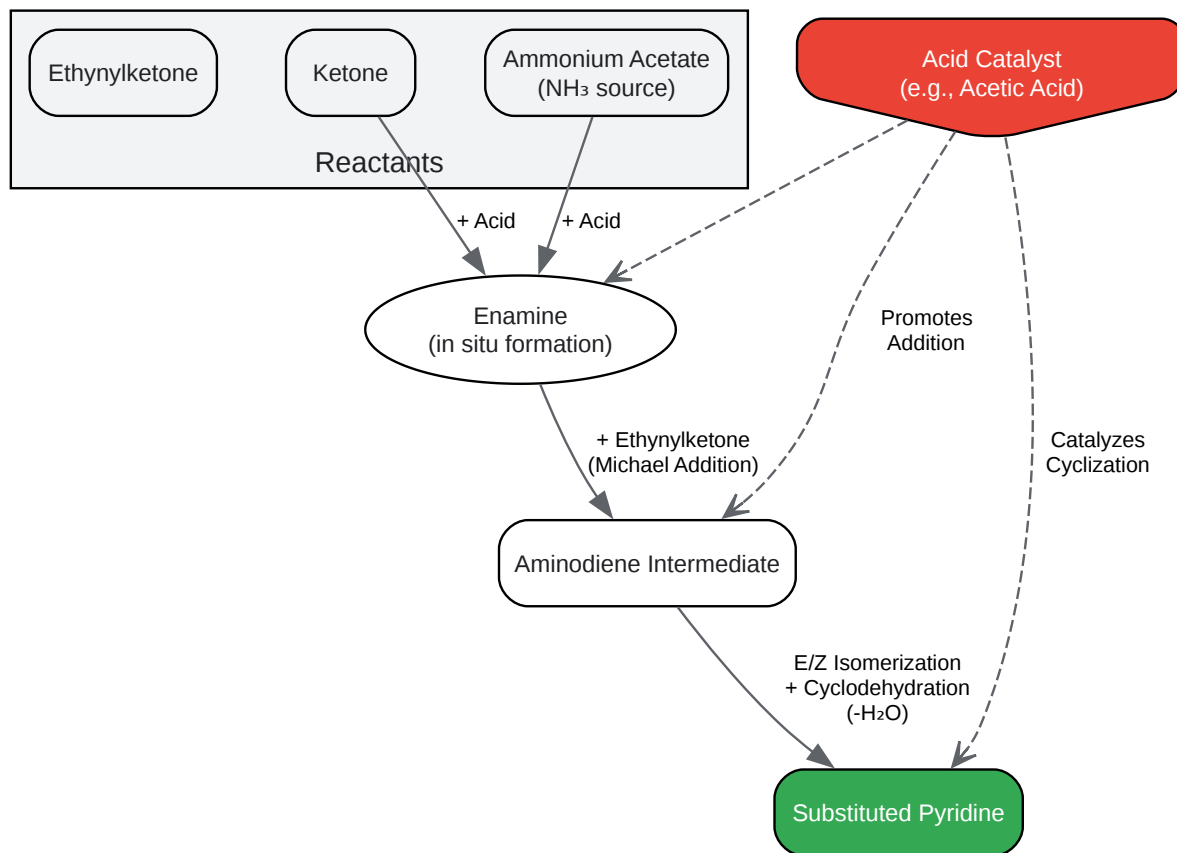 Ethynylketone
Ketone
Ammonium Acetate
(NH₃ source)
Acid Catalyst
(e.g., Acetic Acid)
Reactants
+ Acid
+ Acid
Enamine
(in situ formation)
Promotes
Addition
+ Ethynylketone
(Michael Addition)
Catalyzes
Cyclization
Aminodiene Intermediate
E/Z Isomerization
+ Cyclodehydration
(-H₂O)
Substituted Pyridine